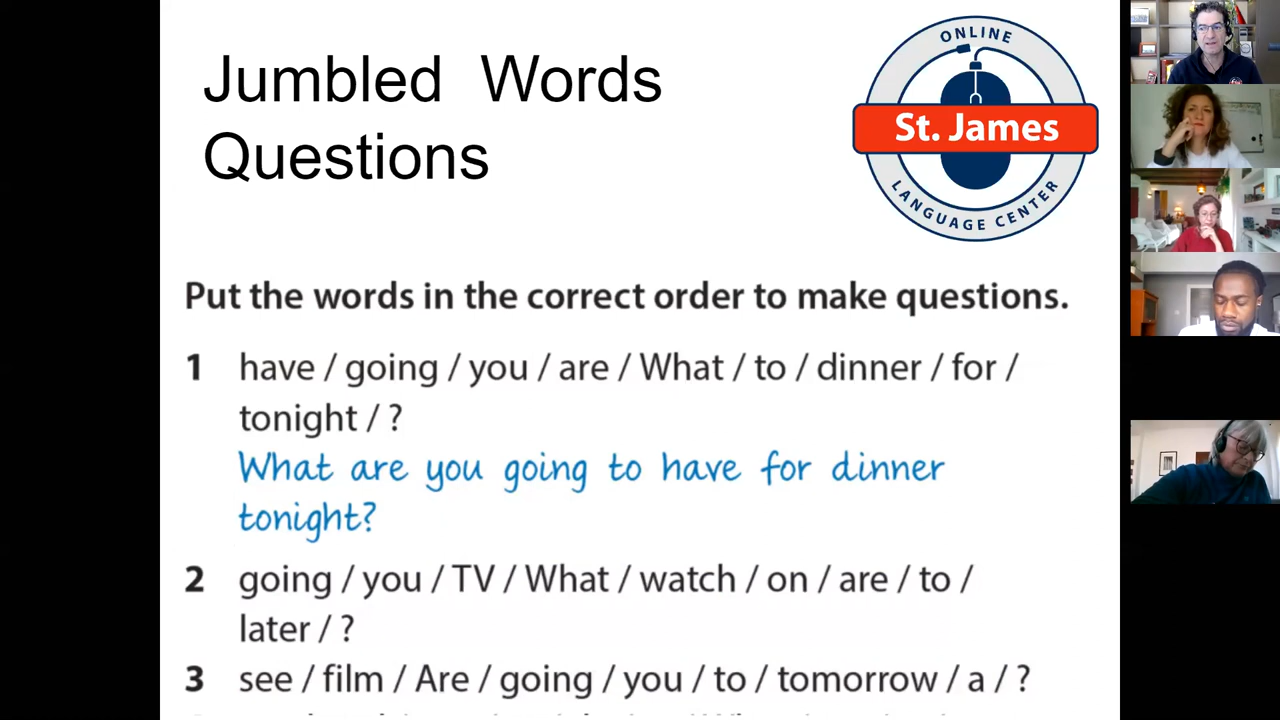 Jumbled Words
Questions
ONLINE
St. James
LANGUAGE CENTER
Put the words in the correct order to make questions.
1 have / going / you / are / What / to / dinner / for /
tonight / ?
What are you going to have for dinner
tonight?
2 going / you / TV / What / watch / on / are / to /
later / ?
3 see / film / Are / going / you / to / tomorrow / a / ?